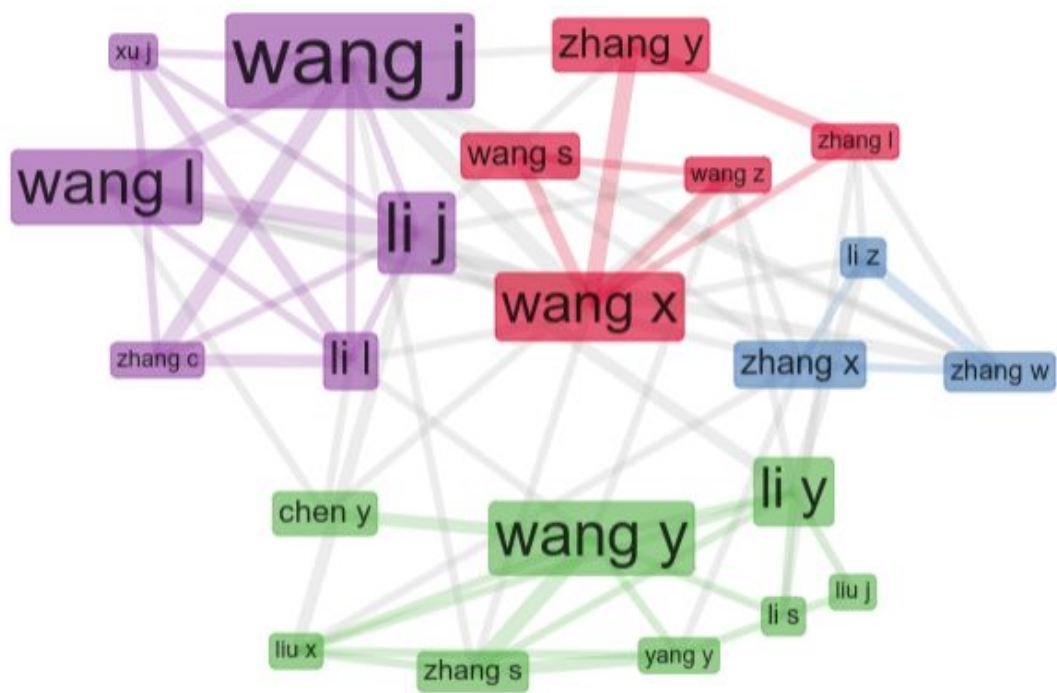 xu j
wang j
zhang y
wang s
zhang l
wang l
wang z
li j
li z
wang x
zhang c
li l
zhang x
zhang w
chen y
li y
wang y
liu j
li s
liu x
zhang s
yang y